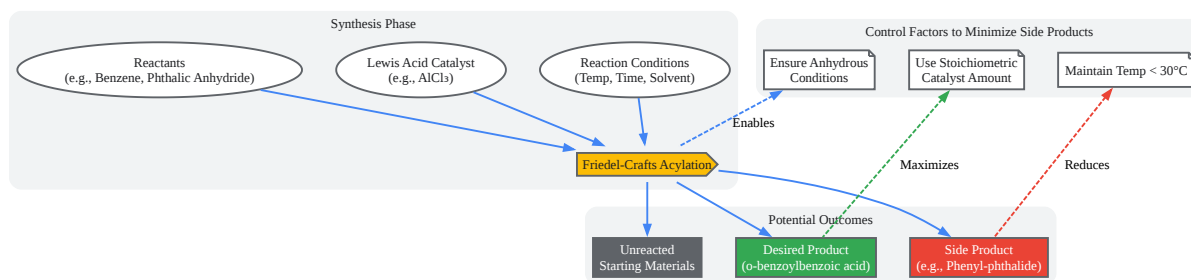 Synthesis Phase
Reactants
(e.g., Benzene, Phthalic Anhydride)
Lewis Acid Catalyst
(e.g., AlCl₃)
Reaction Conditions
(Temp, Time, Solvent)
Control Factors to Minimize Side Products
Ensure Anhydrous
Conditions
Use Stoichiometric
Catalyst Amount
Maintain Temp < 30°C
Enables
Friedel-Crafts Acylation
Maximizes
Reduces
Potential Outcomes
Unreacted
Starting Materials
Desired Product
(o-benzoylbenzoic acid)
Side Product
(e.g., Phenyl-phthalide)